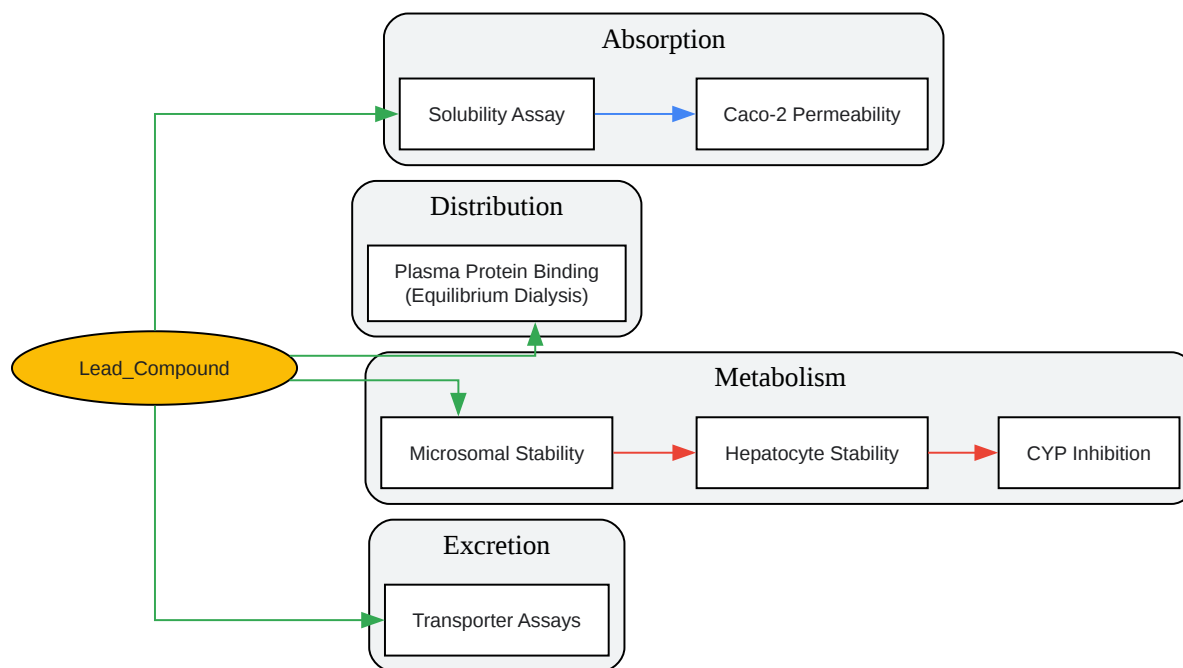 Absorption
Solubility Assay
Caco-2 Permeability
Distribution
Plasma Protein Binding
(Equilibrium Dialysis)
Lead_Compound
Metabolism
Microsomal Stability
Hepatocyte Stability
CYP Inhibition
Excretion
Transporter Assays